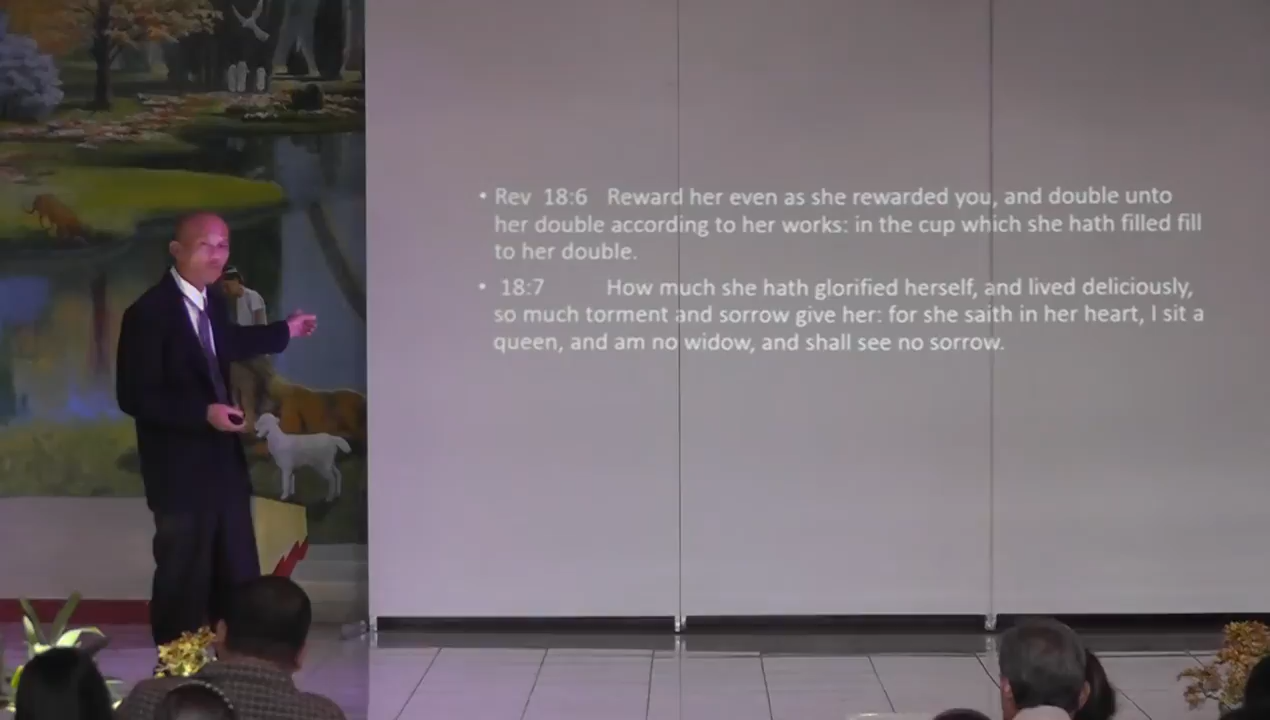 • Rev 18:6 Reward her even as she rewarded you, and double unto
her double according to her works: in the cup which she hath filled fill
to her double.
• 18:7 How much she hath glorified herself, and lived deliciously,
so much torment and sorrow give her: for she saith in her heart, I sit a
queen, and am no widow, and shall see no sorrow.